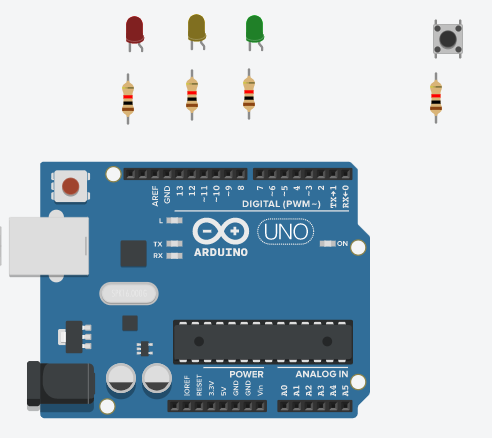 AREF
GND
13
12
~11
~10
~9
8
7
~6
~5
4
~3
2
TX→1
RX←0
DIGITAL (PWM~)
L
TX
RX
ARDUINO
UNO
ON
POWER
ANALOG IN
IOREF
RESET
3.3V
5V
GND
GND
Vin
A0
A1
A2
A3
A4
A5